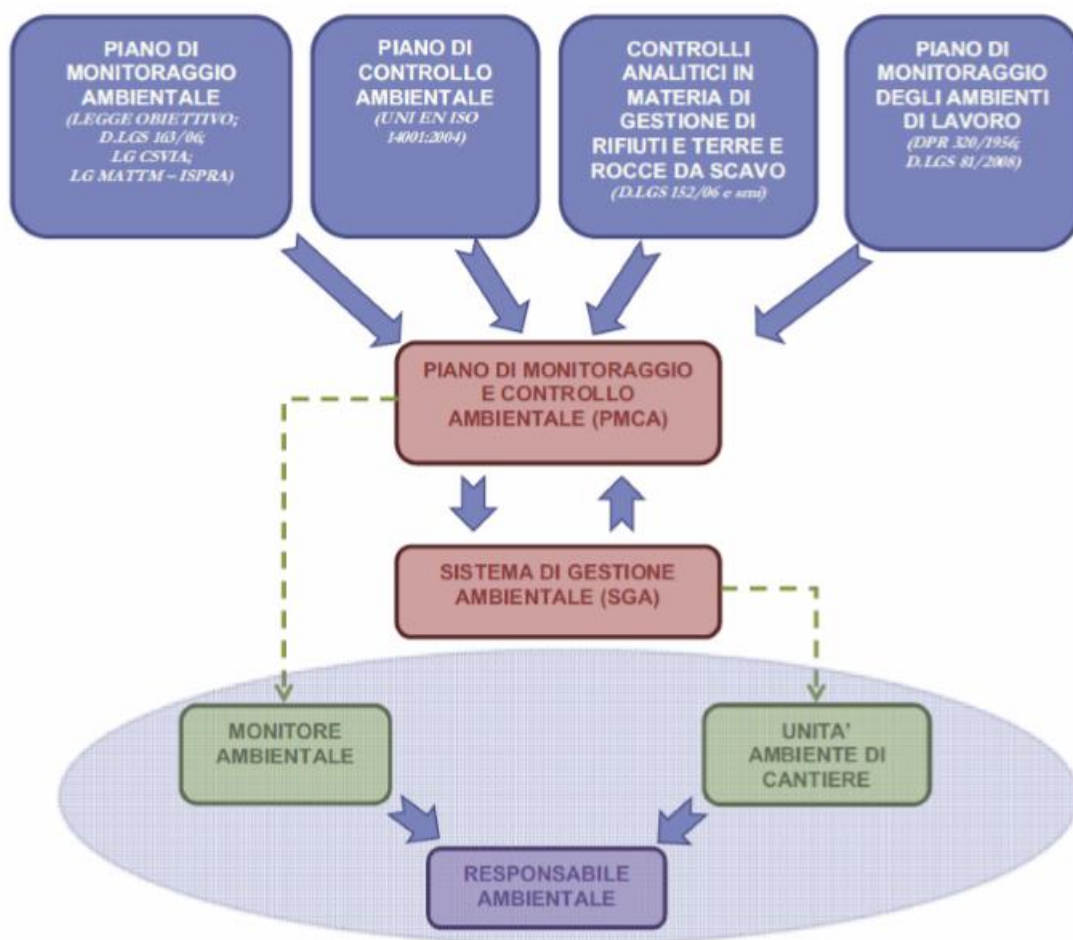 PIANO DI
MONITORAGGIO
AMBIENTALE
(LEGGE OBIETTIVO;
D.LGS 163/06;
LG CSVIA;
LG MATTM – ISPRA)
PIANO DI
CONTROLLO
AMBIENTALE
(UNI EN ISO
14001:2004)
CONTROLLI
ANALITICI IN
MATERIA DI
GESTIONE DI
RIFIUTI E TERRE E
ROCCE DA SCAVO
(D.LGS 152/06 e smi)
PIANO DI
MONITORAGGIO
DEGLI AMBIENTI
DI LAVORO
(DPR 320/1956;
D.LGS 81/2008)
PIANO DI MONITORAGGIO
E CONTROLLO
AMBIENTALE (PMCA)
SISTEMA DI GESTIONE
AMBIENTALE (SGA)
MONITORE
AMBIENTALE
UNITA'
AMBIENTE DI
CANTIERE
RESPONSABILE
AMBIENTALE